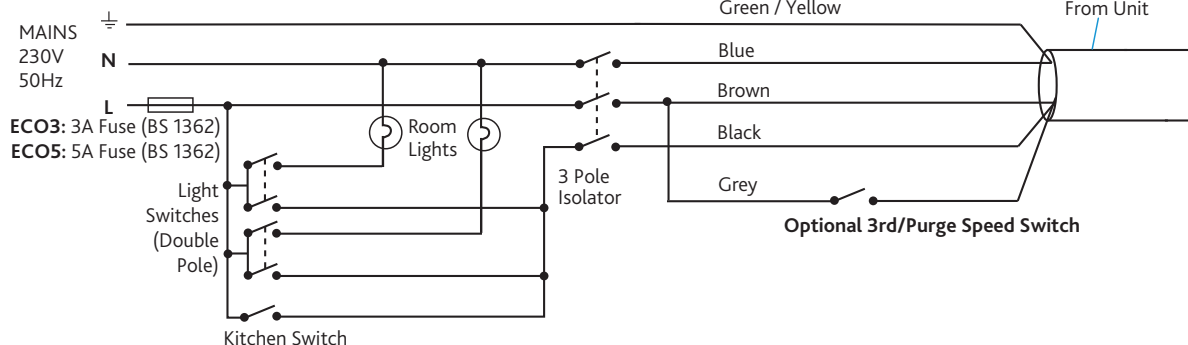 Green / Yellow
From Unit
MAINS
230V
50Hz
N
Blue
L
Brown
ECO3: 3A Fuse (BS 1362)
ECO5: 5A Fuse (BS 1362)
Room
Lights
Black
3 Pole
Isolator
Grey
Light
Switches
(Double
Pole)
Optional 3rd/Purge Speed Switch
Kitchen Switch